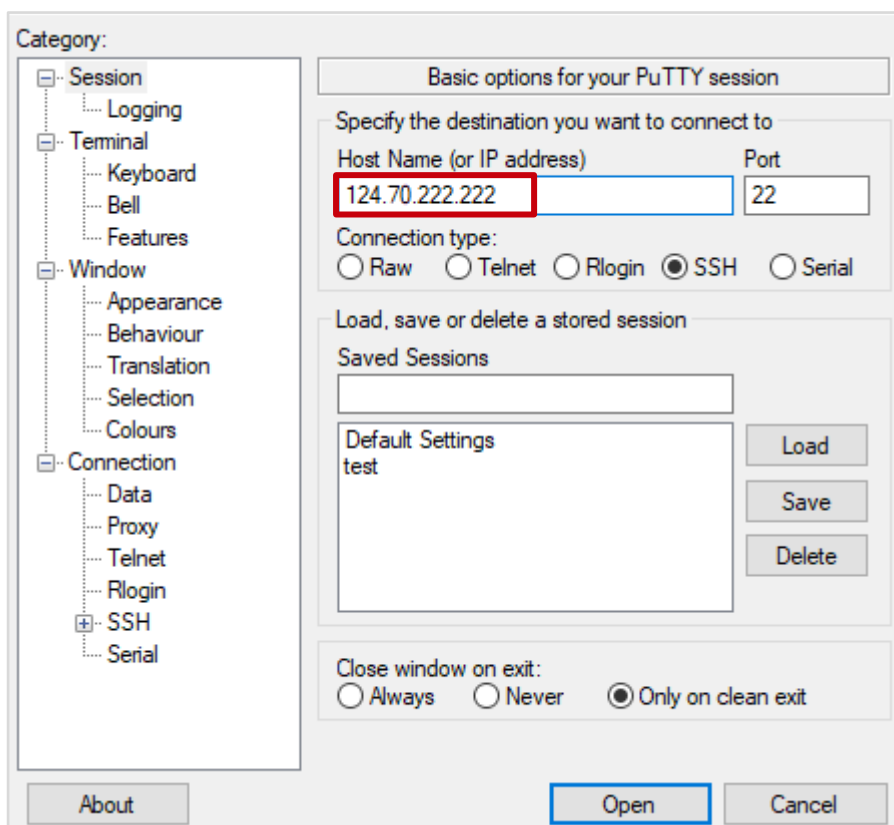 Category:
Session
Logging
Terminal
Keyboard
Bell
Features
Window
Appearance
Behaviour
Translation
Selection
Colours
Connection
Data
Proxy
Telnet
Rlogin
SSH
Serial
Basic options for your PuTTY session
Specify the destination you want to connect to
Host Name (or IP address) Port
124.70.222.222 22
Connection type:
Raw Telnet Rlogin SSH Serial
Load, save or delete a stored session
Saved Sessions
Default Settings
test
Load
Save
Delete
Close window on exit:
Always Never Only on clean exit
About Open Cancel